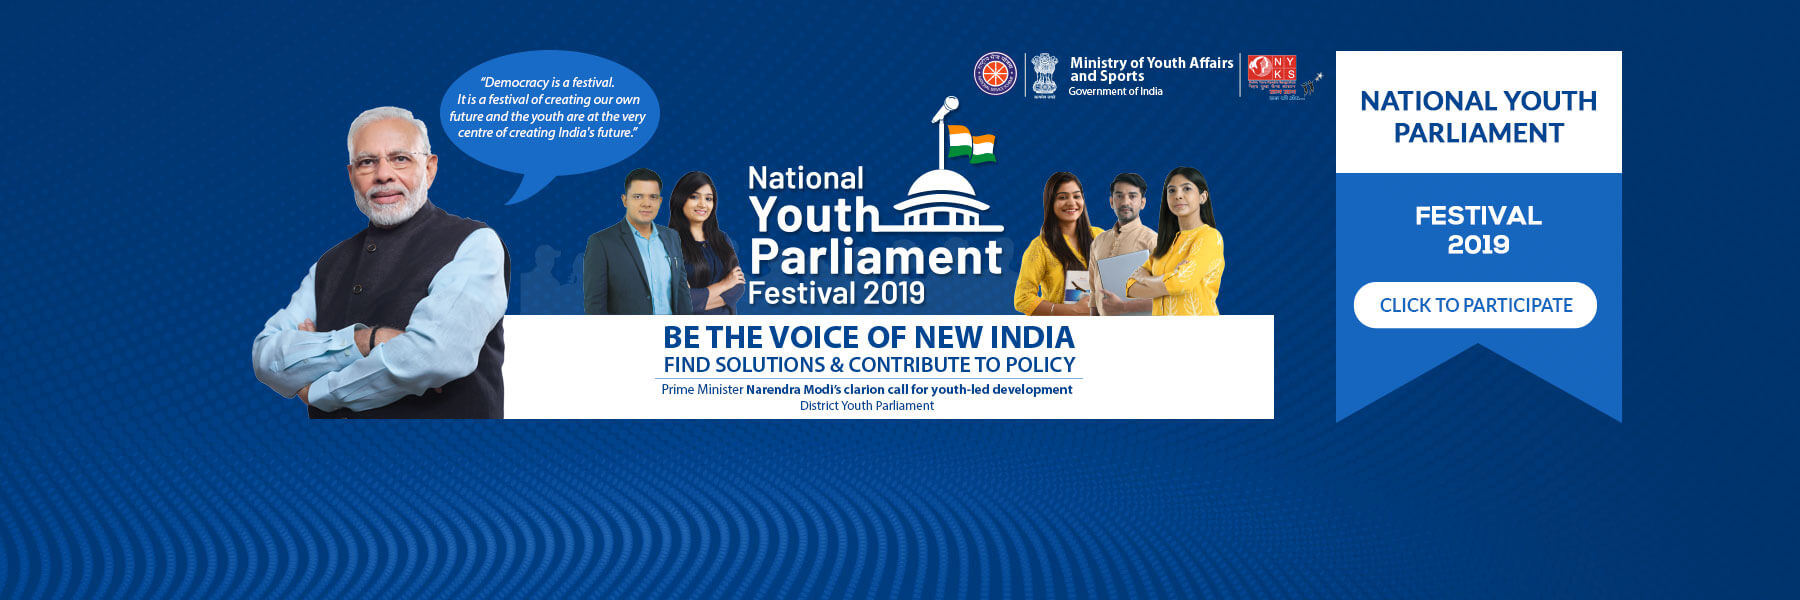 “Democracy is a festival.
It is a festival of creating our own
future and the youth are at the very
centre of creating India's future.”
Ministry of Youth Affairs
and Sports
Government of India
NY
KS
National
Youth
Parliament
Festival 2019
BE THE VOICE OF NEW INDIA
FIND SOLUTIONS & CONTRIBUTE TO POLICY
Prime Minister Narendra Modi’s clarion call for youth-led development
District Youth Parliament
NATIONAL YOUTH
PARLIAMENT
FESTIVAL
2019
CLICK TO PARTICIPATE